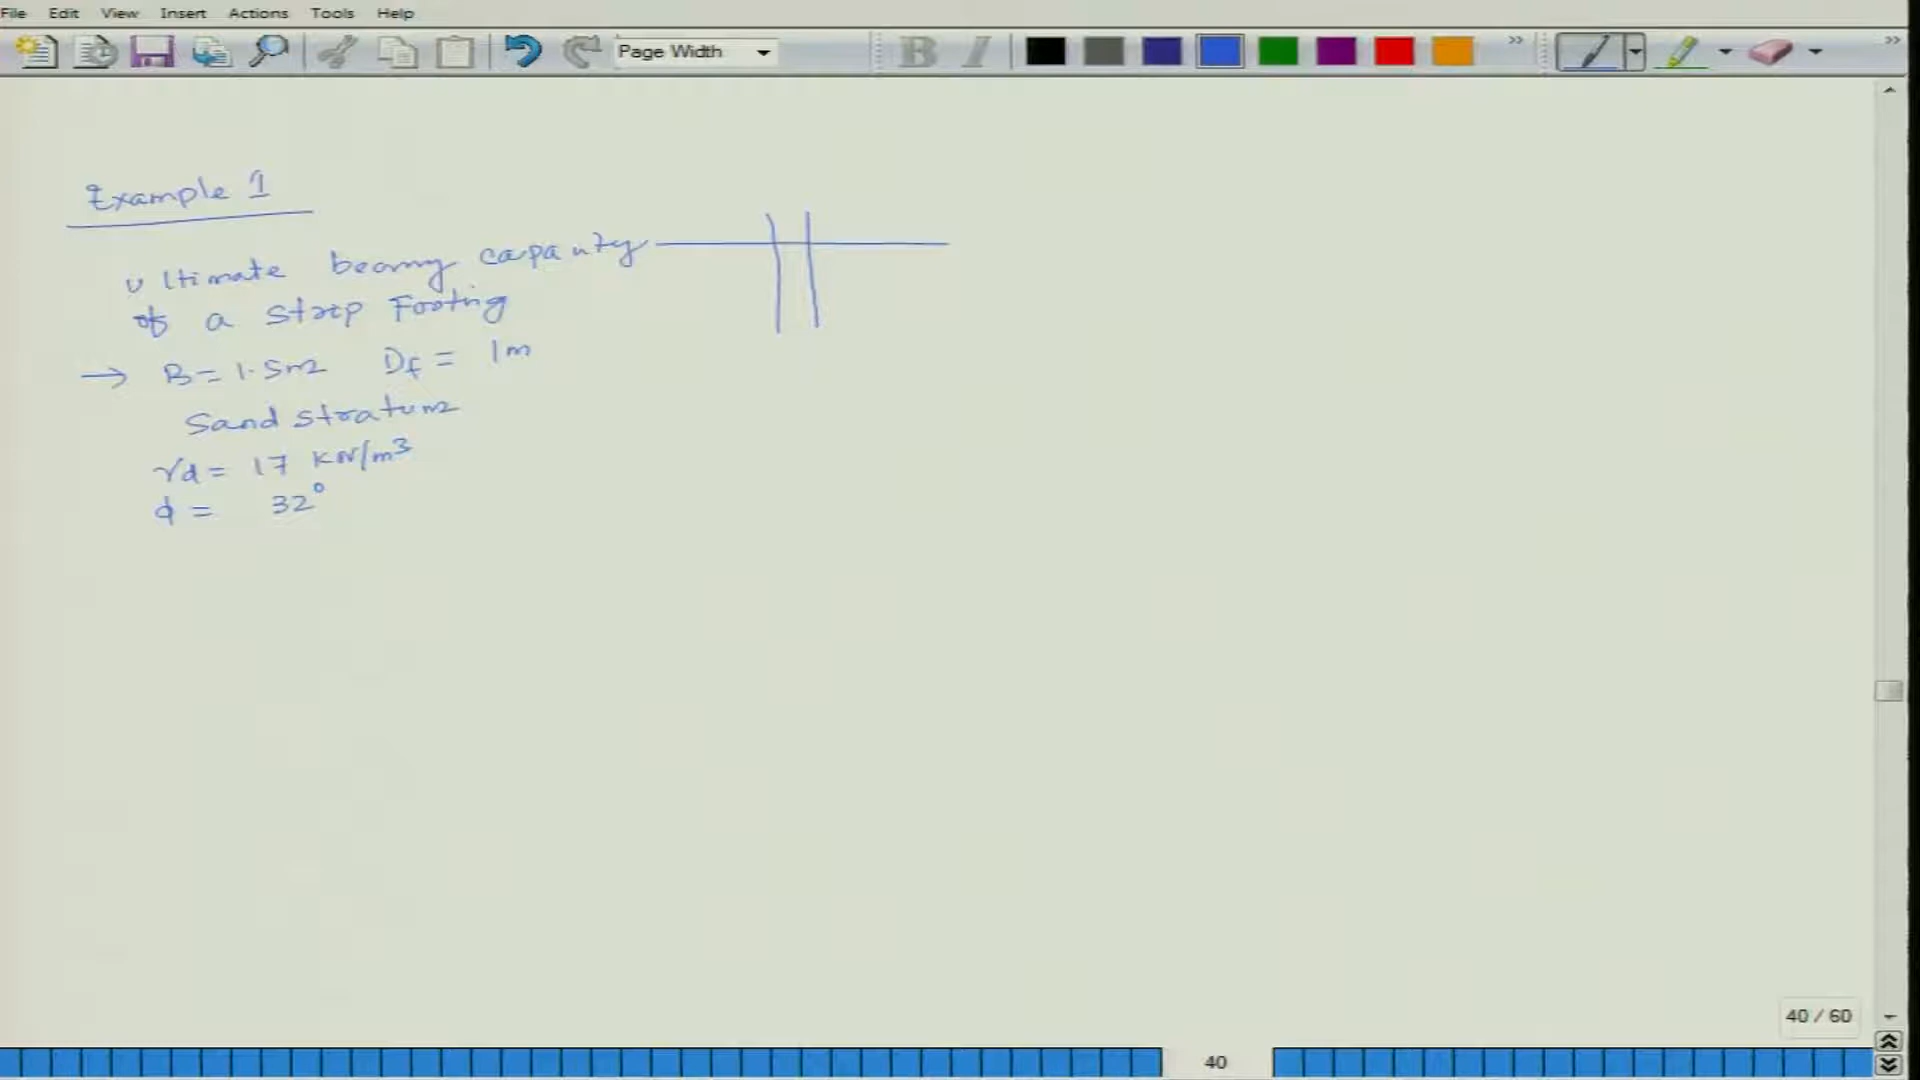 File Edit View Insert Actions Tools Help
Page Width B I
Example 1
Ultimate bearing capacity
of a Strip Footing
→ B = 1.5m Df = 1m
Sand stratum
γd = 17 kN/m³
ϕ = 32°
40 / 60
40